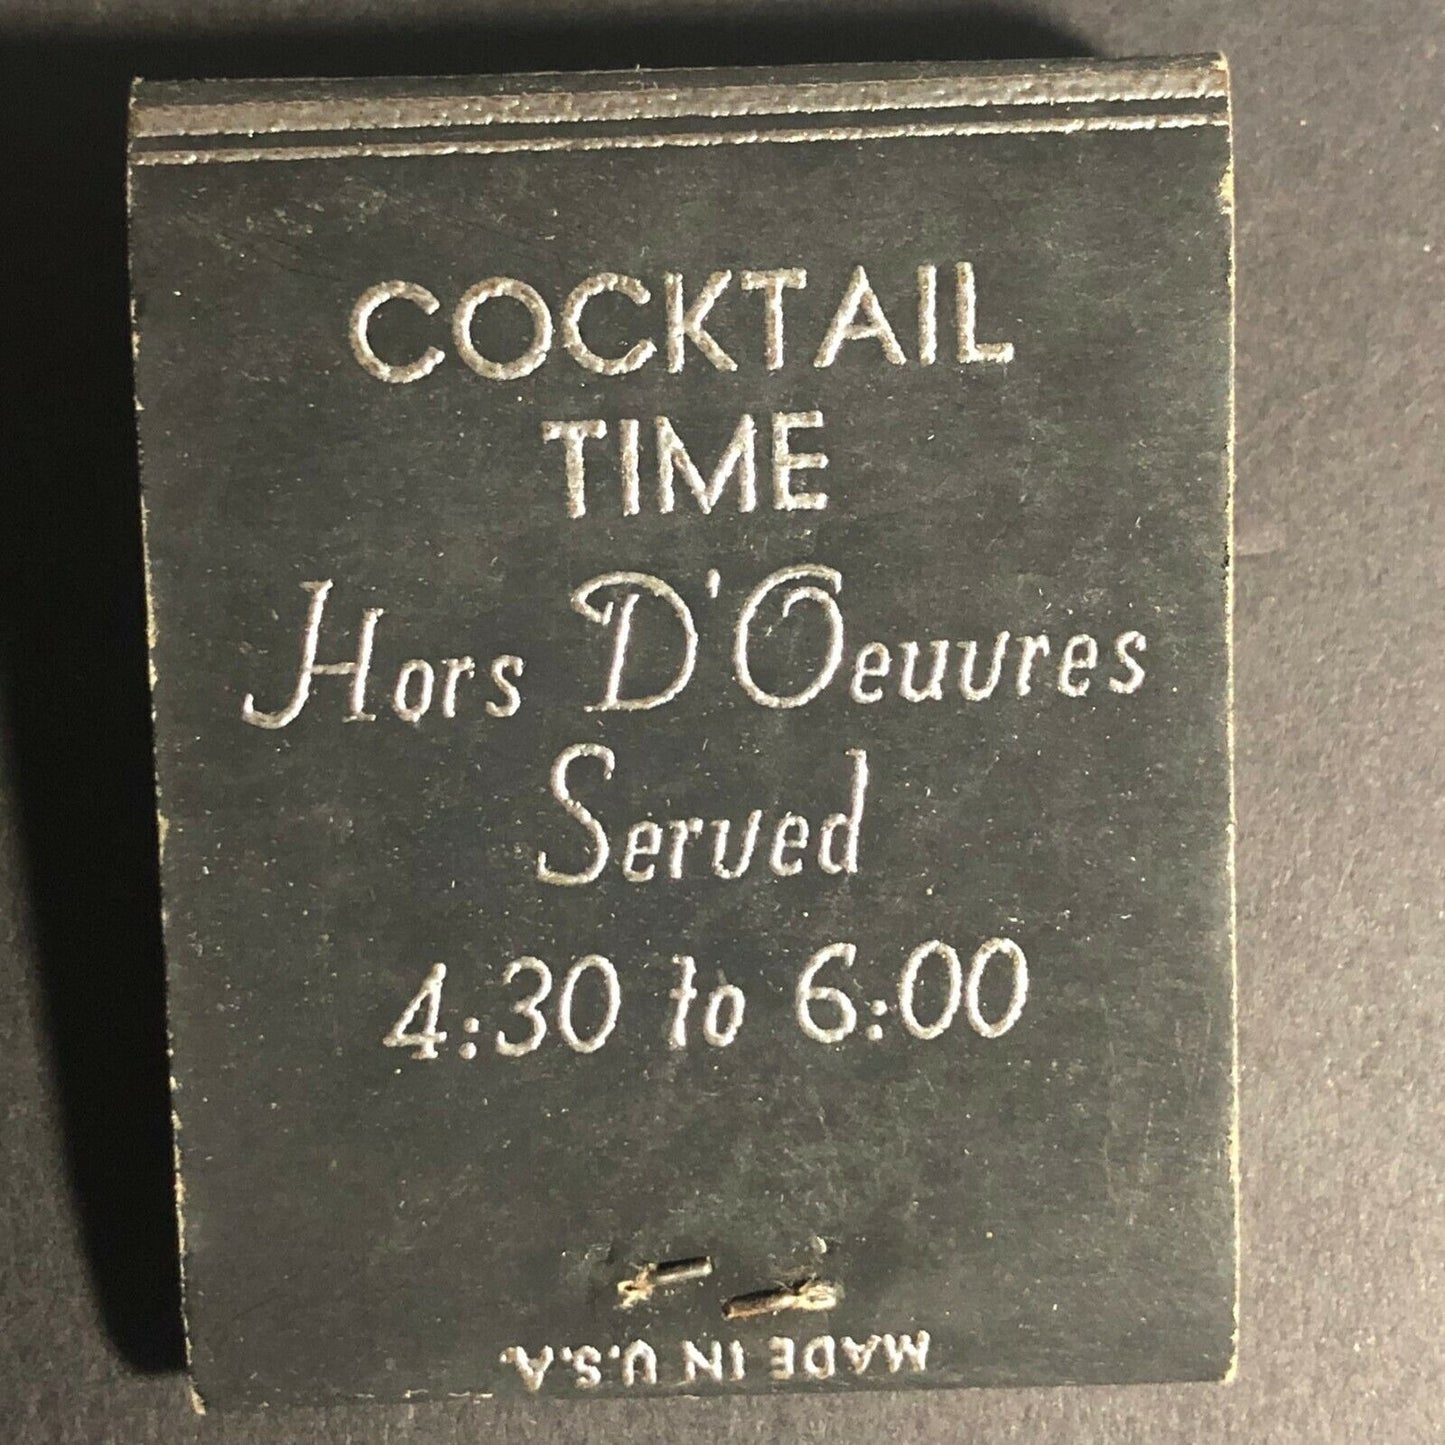 COCKTAIL
TIME
Hors D'Oeuvres
Served
4:30 to 6:00
MADE IN U.S.A.